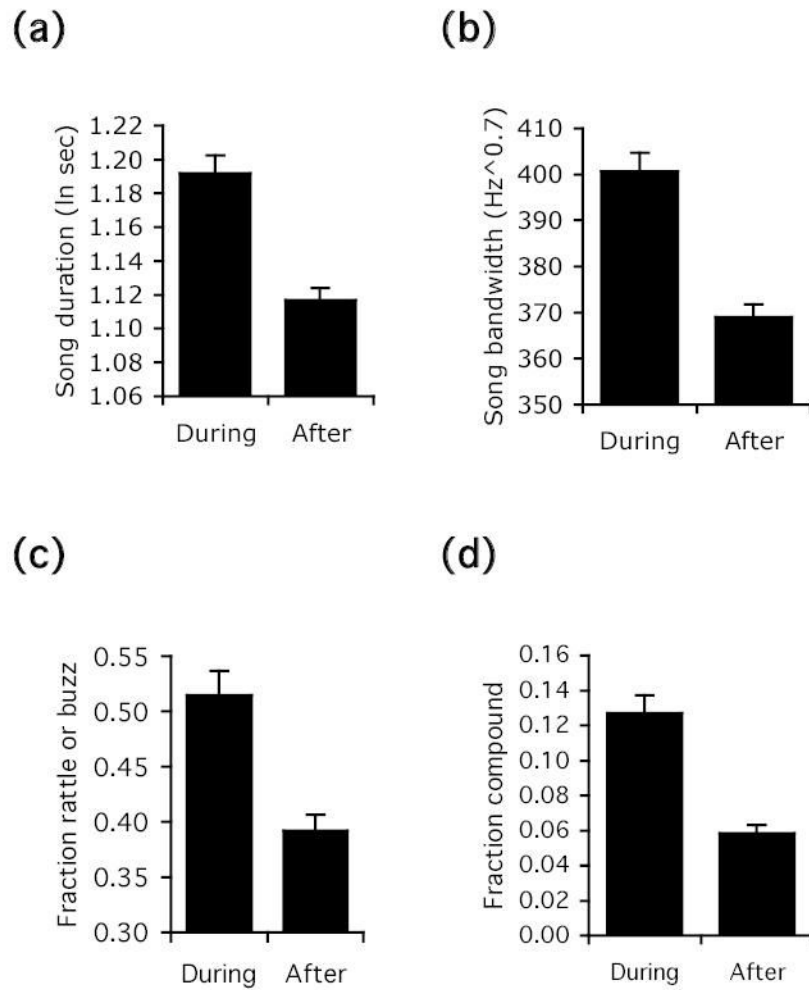 (a)
Song duration (ln sec)
1.22
1.20
1.18
1.16
1.14
1.12
1.10
1.08
1.06
During After
(b)
Song bandwidth (Hz^0.7)
410
400
390
380
370
360
350
During After
(c)
Fraction rattle or buzz
0.55
0.50
0.45
0.40
0.35
0.30
During After
(d)
Fraction compound
0.16
0.14
0.12
0.10
0.08
0.06
0.04
0.02
0.00
During After